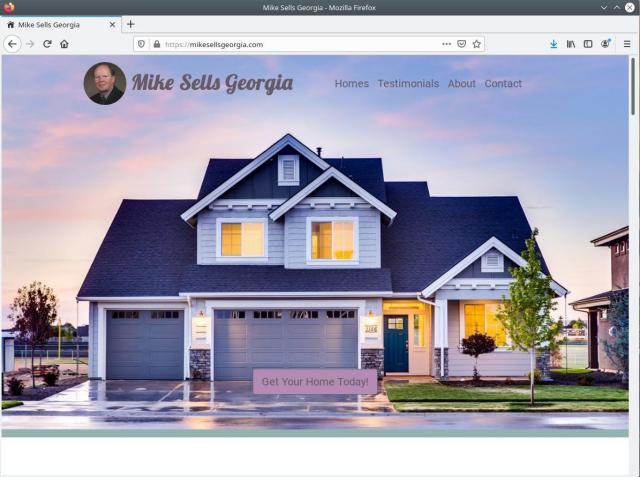 Mike Sells Georgia - Mozilla Firefox
Mike Sells Georgia
https://mikesellsgeorgia.com
Mike Sells Georgia
Homes Testimonials About Contact
Get Your Home Today!